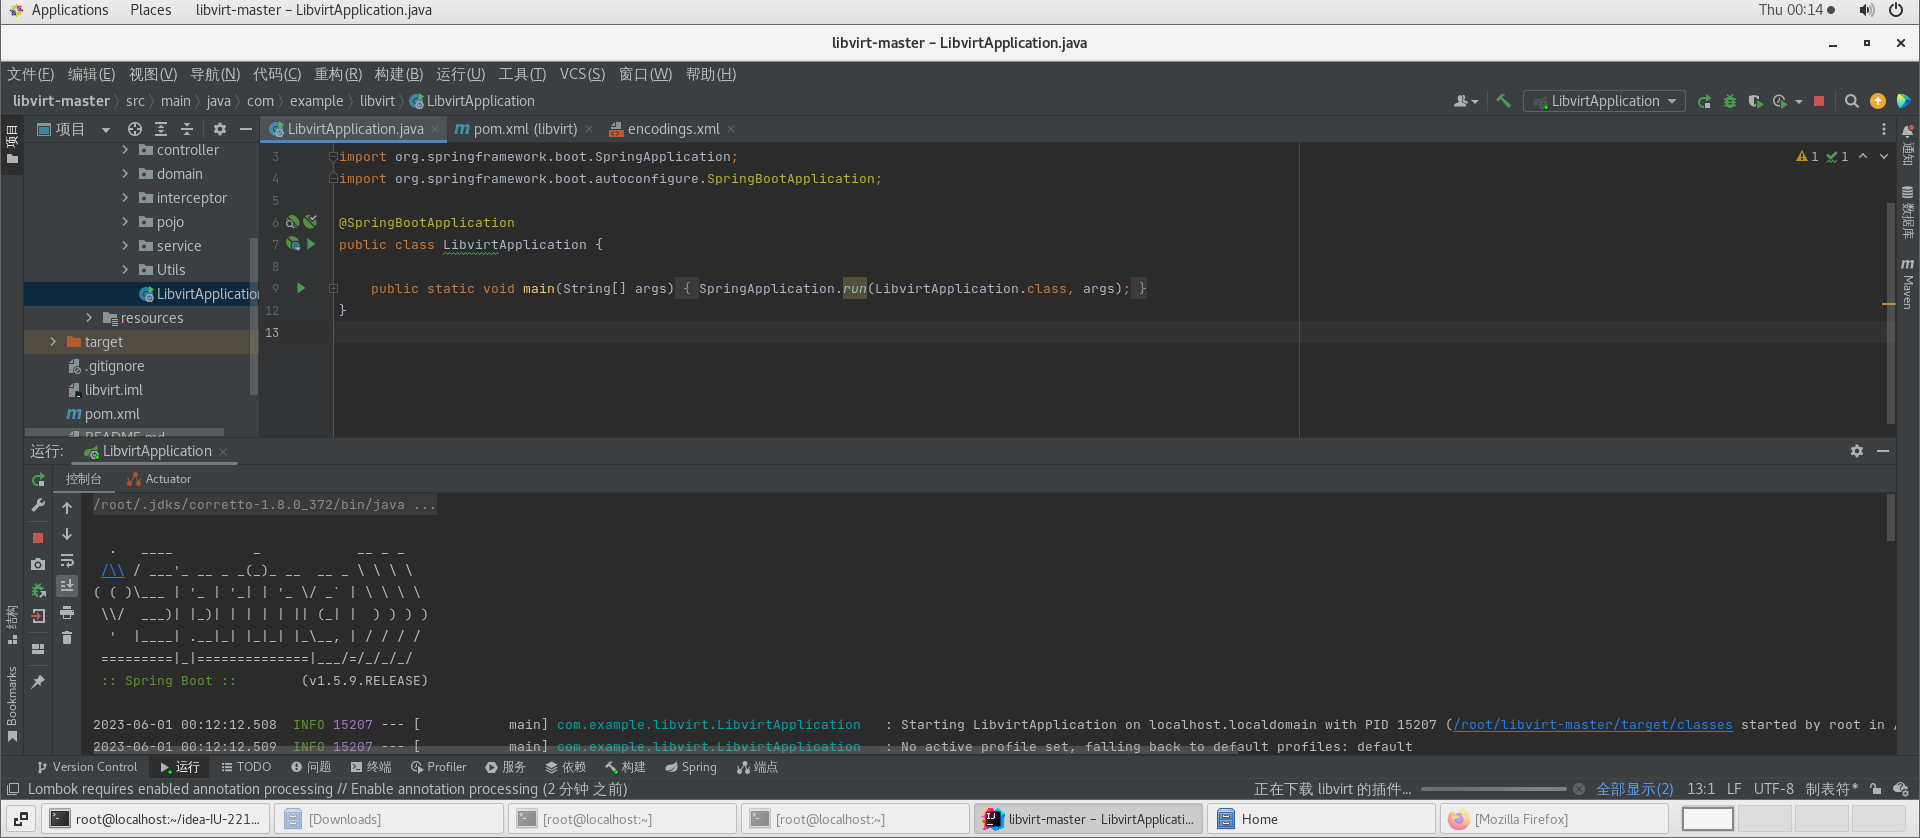 Applications Places libvirt-master – LibvirtApplication.java Thu 00:14
libvirt-master – LibvirtApplication.java
文件(F) 编辑(E) 视图(V) 导航(N) 代码(C) 重构(R) 构建(B) 运行(U) 工具(T) VCS(S) 窗口(W) 帮助(H)
libvirt-master src main java com example libvirt LibvirtApplication LibvirtApplication
项目 项目 LibvirtApplication.java pom.xml (libvirt) encodings.xml 通知
controller
domain
interceptor
pojo
service
Utils
LibvirtApplication
resources
target
.gitignore
libvirt.iml
pom.xml
README.md
3 import org.springframework.boot.SpringApplication; 1 1
4 import org.springframework.boot.autoconfigure.SpringBootApplication;
5
6 @SpringBootApplication
7 public class LibvirtApplication {
8
9 public static void main(String[] args) { SpringApplication.run(LibvirtApplication.class, args); }
12 }
13
数据库
Maven
运行: LibvirtApplication
控制台 Actuator
/root/.jdks/corretto-1.8.0_372/bin/java ...
  .   ____          _            __ _ _
 /\\ / ___'_ __ _ _(_)_ __  __ _ \ \ \ \
( ( )\___ | '_ | '_| | '_ \/ _` | \ \ \ \
 \\/  ___)| |_)| | | | | || (_| |  ) ) ) )
  '  |____| .__|_| |_|_| |_\__, | / / / /
 =========|_|==============|___/=/_/_/_/
 :: Spring Boot ::        (v1.5.9.RELEASE)
2023-06-01 00:12:12.508  INFO 15207 --- [           main] com.example.libvirt.LibvirtApplication   : Starting LibvirtApplication on localhost.localdomain with PID 15207 (/root/libvirt-master/target/classes started by root in /
2023-06-01 00:12:12.509  INFO 15207 --- [           main] com.example.libvirt.LibvirtApplication   : No active profile set, falling back to default profiles: default
结构
Bookmarks
Version Control 运行 TODO 问题 终端 Profiler 服务 依赖 构建 Spring 端点
Lombok requires enabled annotation processing // Enable annotation processing (2 分钟 之前) 正在下载 libvirt 的插件... 全部显示(2) 13:1 LF UTF-8 制表符*
root@localhost:~/idea-IU-221... [Downloads] [root@localhost:~] [root@localhost:~] libvirt-master – LibvirtApplicati... Home [Mozilla Firefox]